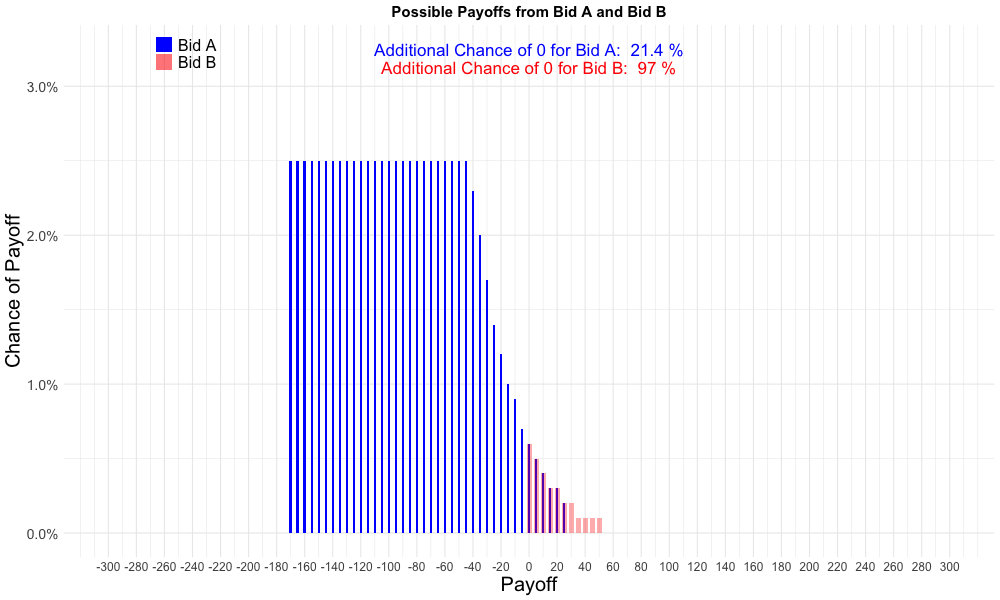 Possible Payoffs from Bid A and Bid B
Bid A
Bid B
Additional Chance of 0 for Bid A:  21.4 %
Additional Chance of 0 for Bid B:  97 %
Chance of Payoff
3.0%
2.0%
1.0%
0.0%
-300 -280 -260 -240 -220 -200 -180 -160 -140 -120 -100 -80 -60 -40 -20 0 20 40 60 80 100 120 140 160 180 200 220 240 260 280 300
Payoff